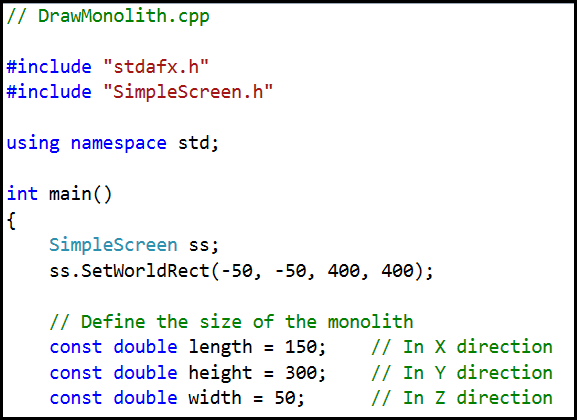 // DrawMonolith.cpp
#include "stdafx.h"
#include "SimpleScreen.h"
using namespace std;
int main()
{
    SimpleScreen ss;
    ss.SetWorldRect(-50, -50, 400, 400);
    // Define the size of the monolith
    const double length = 150;    // In X direction
    const double height = 300;    // In Y direction
    const double width = 50;      // In Z direction